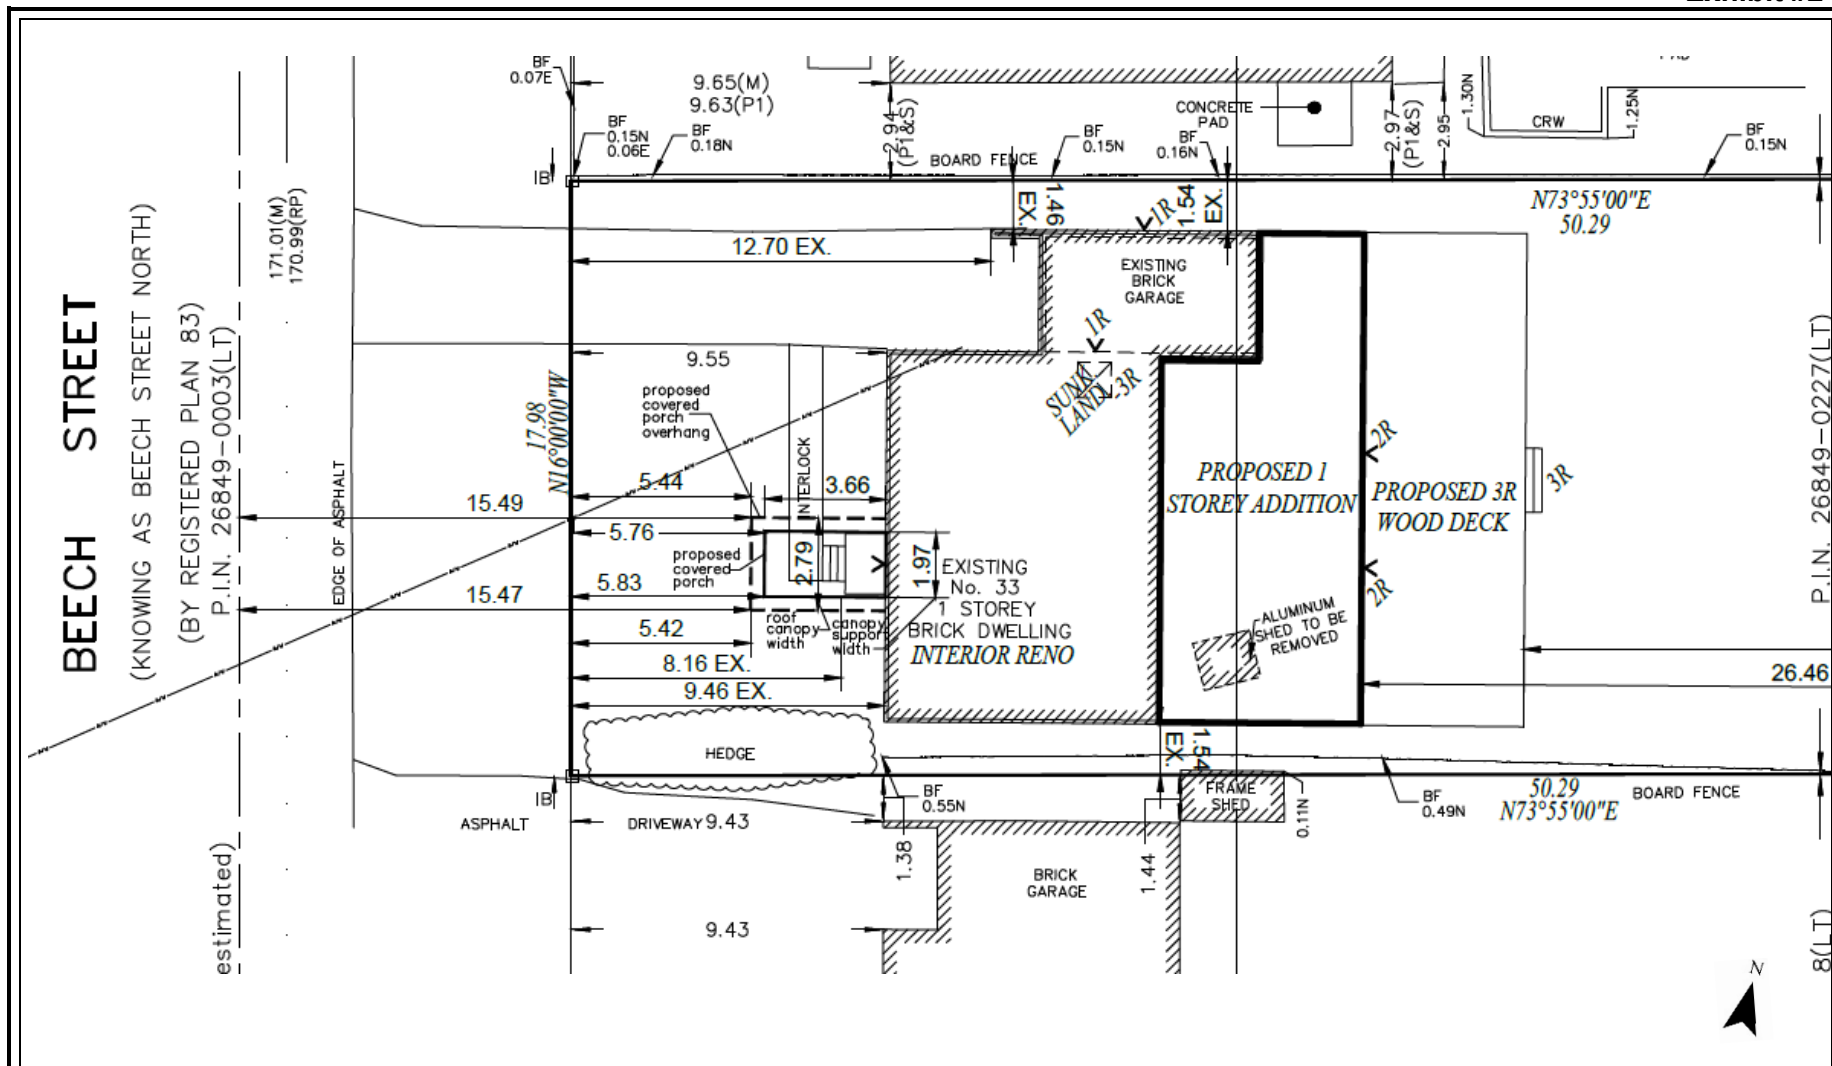 BF
0.07E
9.65(M)
9.63(P1)
BF
0.15N
0.06E
BF
0.18N
IB
2.94
(P1&S)
BOARD FENCE
BF
0.15N
CONCRETE
PAD
BF
0.16N
2.97
(P1&S)
2.95
1.30N
CRW
1.25N
BF
0.15N
N73°55'00"E
50.29
1.46
EX.
1R
1.54
EX.
12.70 EX.
EXISTING
BRICK
GARAGE
1R
SUNK
LAND.
3R
BEECH STREET
(KNOWING AS BEECH STREET NORTH)
(BY REGISTERED PLAN 83)
P.I.N. 26849-0003(LT)
171.01(M)
170.99(RP)
EDGE OF ASPHALT
17.98
N16°00'00"W
9.55
proposed
covered
porch
overhang
INTERLOCK
5.44
3.66
15.49
5.76
proposed
covered
porch
2.79
1.97
5.83
15.47
5.42
roof
canopy
width
canopy
support
width
8.16 EX.
9.46 EX.
EXISTING
No. 33
1 STOREY
BRICK DWELLING
INTERIOR RENO
PROPOSED 1
STOREY ADDITION
PROPOSED 3R
WOOD DECK
2R
2R
3R
ALUMINUM
SHED TO BE
REMOVED
26.46
P.I.N. 26849-0227(LT)
HEDGE
1.54
EX.
IB
BF
0.55N
FRAME
SHED
0.11N
BF
0.49N
50.29
N73°55'00"E
BOARD FENCE
ASPHALT
DRIVEWAY
9.43
1.38
1.44
BRICK
GARAGE
9.43
estimated)
8(LT)
N